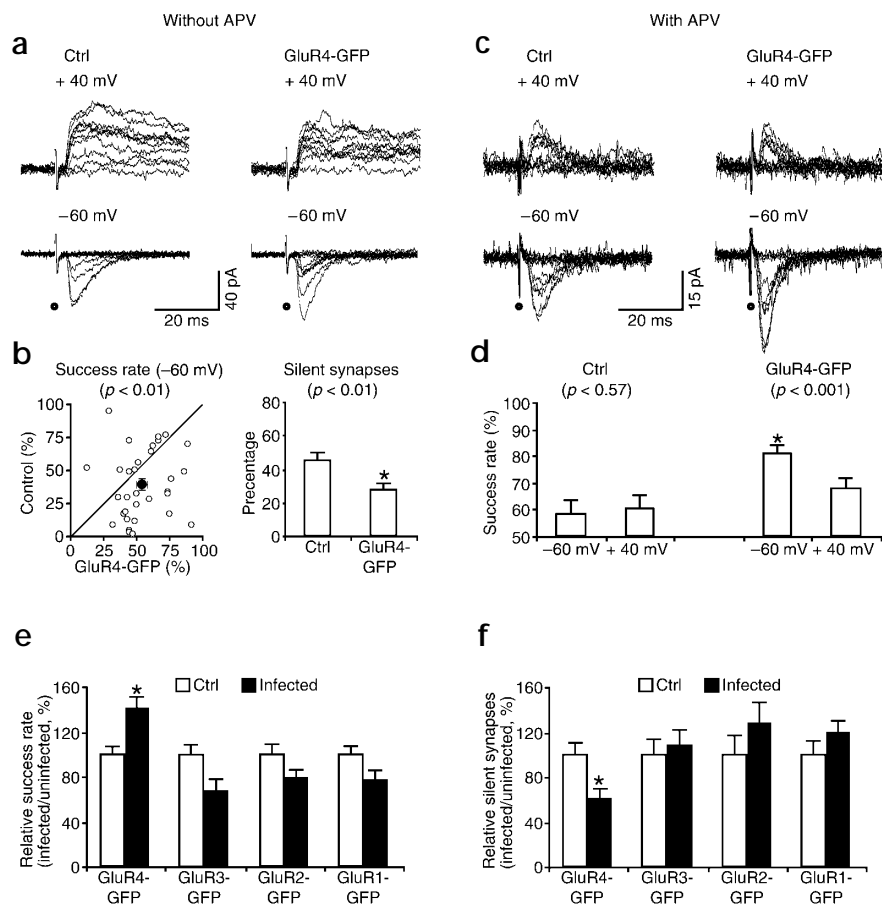 Without APV
With APV
a
Ctrl
+ 40 mV
GluR4-GFP
+ 40 mV
−60 mV
−60 mV
40 pA
20 ms
c
Ctrl
+ 40 mV
GluR4-GFP
+ 40 mV
−60 mV
−60 mV
15 pA
20 ms
b
Success rate (−60 mV)
(p < 0.01)
100
75
50
25
0
Control (%)
0 25 50 75 100
GluR4-GFP (%)
Silent synapses
(p < 0.01)
80
60
40
20
0
Precentage
*
Ctrl
GluR4-
GFP
d
Ctrl
(p < 0.57)
GluR4-GFP
(p < 0.001)
100
90
80
70
60
50
Success rate (%)
*
−60 mV + 40 mV
−60 mV + 40 mV
e
Ctrl
Infected
160
120
80
40
0
Relative success rate
(infected/uninfected, %)
*
GluR4-
GFP
GluR3-
GFP
GluR2-
GFP
GluR1-
GFP
f
Ctrl
Infected
160
120
80
40
0
Relative silent synapses
(infected/uninfected, %)
*
GluR4-
GFP
GluR3-
GFP
GluR2-
GFP
GluR1-
GFP